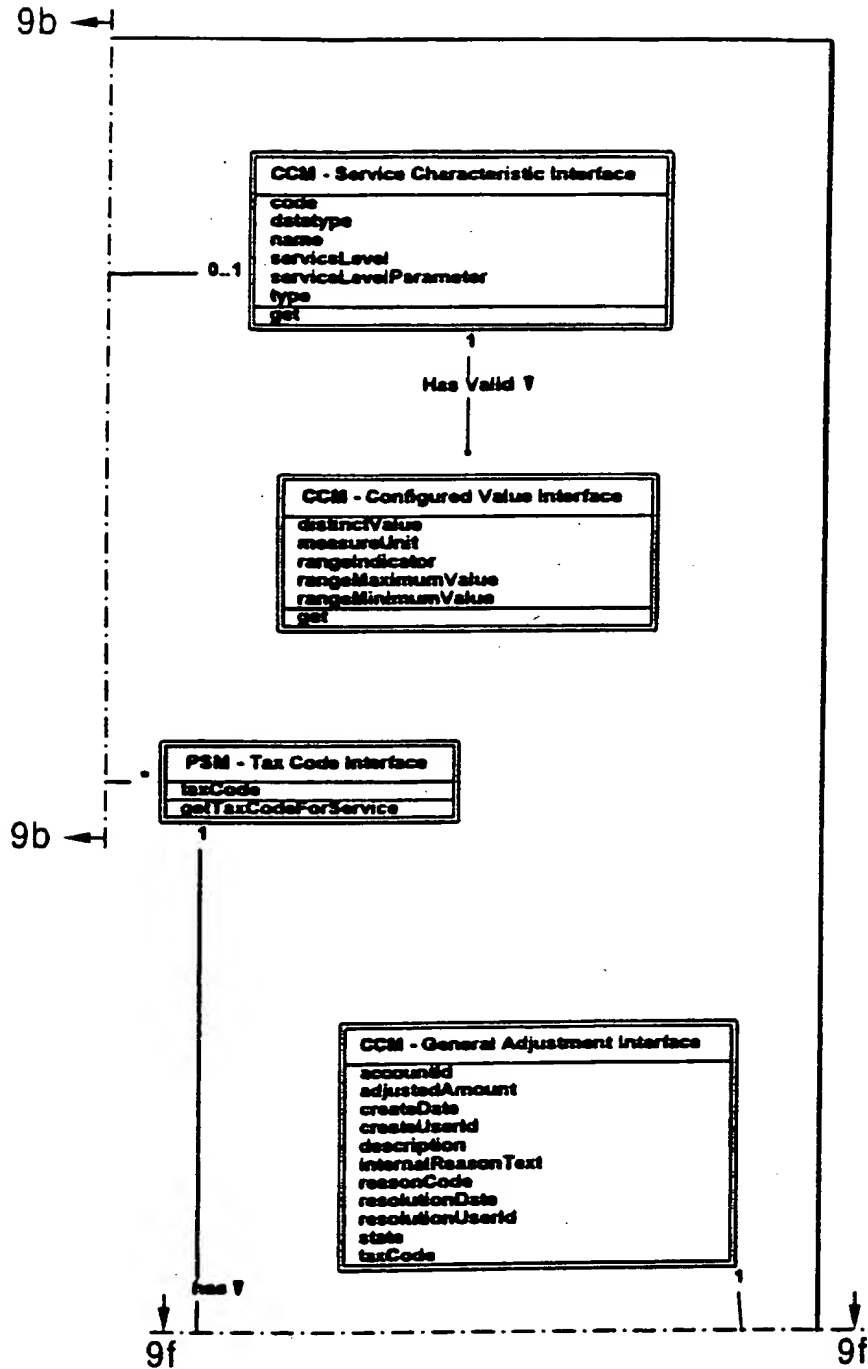 9b
CCM - Service Characteristic Interface
code
datatype
name
serviceLevel
0..1
serviceLevelParameter
type
get
1
Has Valid ▼
*
CCM - Configured Value Interface
distinctValue
measureUnit
rangeIndicator
rangeMaximumValue
rangeMinimumValue
get
PSM - Tax Code Interface
*
taxCode
getTaxCodeForService
9b
1
CCM - General Adjustment Interface
accountId
adjustedAmount
createDate
createUserId
description
internalReasonText
reasonCode
resolutionDate
resolutionUserId
state
taxCode
1
has ▼
9f
9f